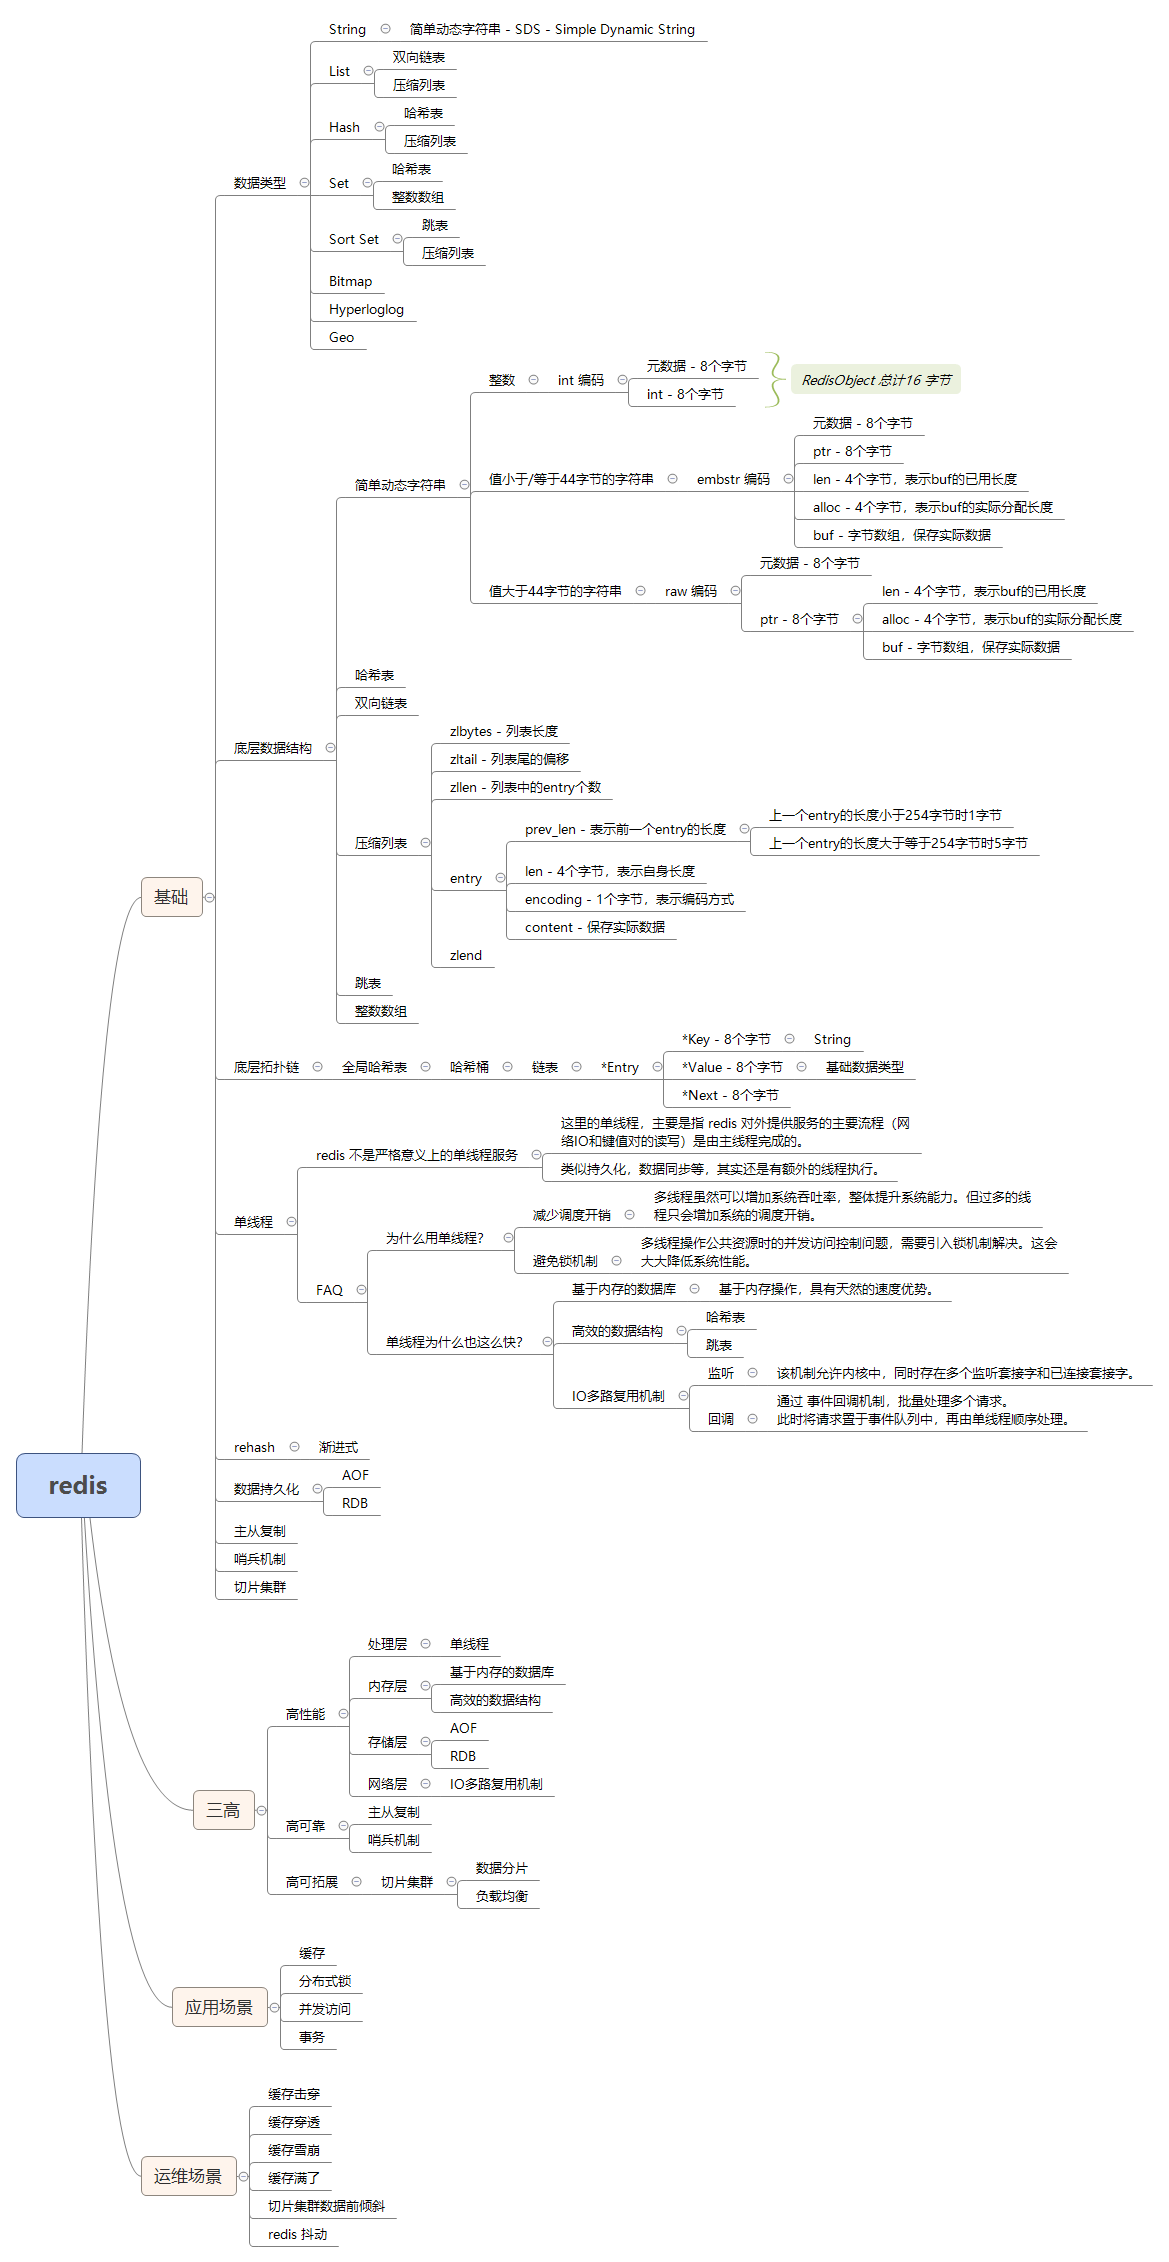 redis
基础
数据类型
String
简单动态字符串 - SDS - Simple Dynamic String
List
双向链表
压缩列表
Hash
哈希表
压缩列表
Set
哈希表
整数数组
Sort Set
跳表
压缩列表
Bitmap
Hyperloglog
Geo
底层数据结构
简单动态字符串
整数
int 编码
元数据 - 8个字节
int - 8个字节
RedisObject 总计16 字节
值小于/等于44字节的字符串
embstr 编码
元数据 - 8个字节
ptr - 8个字节
len - 4个字节，表示buf的已用长度
alloc - 4个字节，表示buf的实际分配长度
buf - 字节数组，保存实际数据
值大于44字节的字符串
raw 编码
元数据 - 8个字节
ptr - 8个字节
len - 4个字节，表示buf的已用长度
alloc - 4个字节，表示buf的实际分配长度
buf - 字节数组，保存实际数据
哈希表
双向链表
压缩列表
zlbytes - 列表长度
zltail - 列表尾的偏移
zllen - 列表中的entry个数
entry
prev_len - 表示前一个entry的长度
上一个entry的长度小于254字节时1字节
上一个entry的长度大于等于254字节时5字节
len - 4个字节，表示自身长度
encoding - 1个字节，表示编码方式
content - 保存实际数据
zlend
跳表
整数数组
底层拓扑链
全局哈希表
哈希桶
链表
*Entry
*Key - 8个字节
String
*Value - 8个字节
基础数据类型
*Next - 8个字节
单线程
redis 不是严格意义上的单线程服务
这里的单线程，主要是指 redis 对外提供服务的主要流程（网
络IO和键值对的读写）是由主线程完成的。
类似持久化，数据同步等，其实还是有额外的线程执行。
FAQ
为什么用单线程？
减少调度开销
多线程虽然可以增加系统吞吐率，整体提升系统能力。但过多的线
程只会增加系统的调度开销。
避免锁机制
多线程操作公共资源时的并发访问控制问题，需要引入锁机制解决。这会
大大降低系统性能。
单线程为什么也这么快？
基于内存的数据库
基于内存操作，具有天然的速度优势。
高效的数据结构
哈希表
跳表
IO多路复用机制
监听
该机制允许内核中，同时存在多个监听套接字和已连接套接字。
回调
通过 事件回调机制，批量处理多个请求。
此时将请求置于事件队列中，再由单线程顺序处理。
rehash
渐进式
数据持久化
AOF
RDB
主从复制
哨兵机制
切片集群
三高
高性能
处理层
单线程
内存层
基于内存的数据库
高效的数据结构
存储层
AOF
RDB
网络层
IO多路复用机制
高可靠
主从复制
哨兵机制
高可拓展
切片集群
数据分片
负载均衡
应用场景
缓存
分布式锁
并发访问
事务
运维场景
缓存击穿
缓存穿透
缓存雪崩
缓存满了
切片集群数据前倾斜
redis 抖动